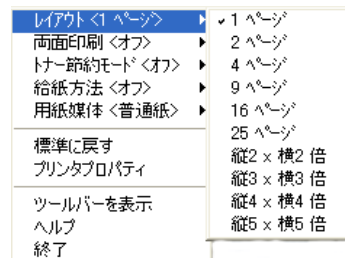 レイアウト <1 ページ>
両面印刷 <オフ>
トナー節約モード <オフ>
給紙方法 <オフ>
用紙媒体 <普通紙>
標準に戻す
プリンタプロパティ
ツールバーを表示
ヘルプ
終了
1 ページ
2 ページ
4 ページ
9 ページ
16 ページ
25 ページ
縦2 x 横2 倍
縦3 x 横3 倍
縦4 x 横4 倍
縦5 x 横5 倍